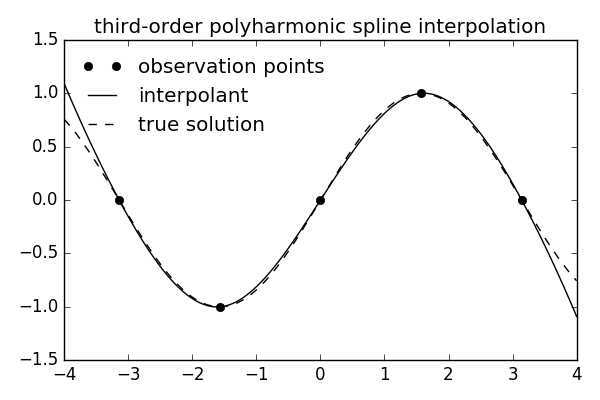 third-order polyharmonic spline interpolation
1.5
1.0
0.5
0.0
−0.5
−1.0
−1.5
observation points
interpolant
true solution
−4 −3 −2 −1 0 1 2 3 4